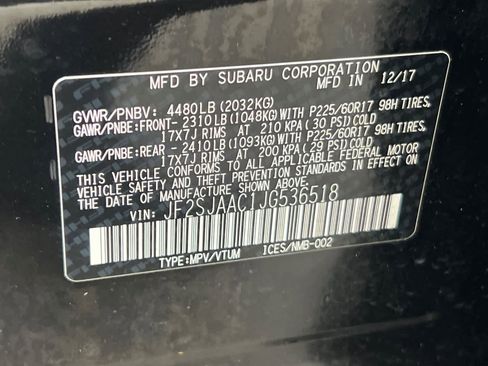 MFD BY SUBARU CORPORATION
MFD IN 12/17
GVWR/PNBV: 4480LB(2032KG)
GAWR/PNBE:FRONT- 2310LB(1048KG)WITH P225/60R17 98H TIRES,
17X7J RIMS AT 210 KPA(30 PSI)COLD
GAWR/PNBE:REAR - 2410LB(1093KG)WITH P225/60R17 98H TIRES,
17X7J RIMS AT 200 KPA(29 PSI)COLD
THIS VEHICLE CONFORMS TO ALL APPLICABLE FEDERAL MOTOR
VEHICLE SAFETY AND BUMPER STANDARDS IN EFFECT ON
THE DATE OF MANUFACTURE SHOWN ABOVE.
VIN: JF2SJAAC1JG536518
TYPE:MPV/VTUM ICES/NMB-002